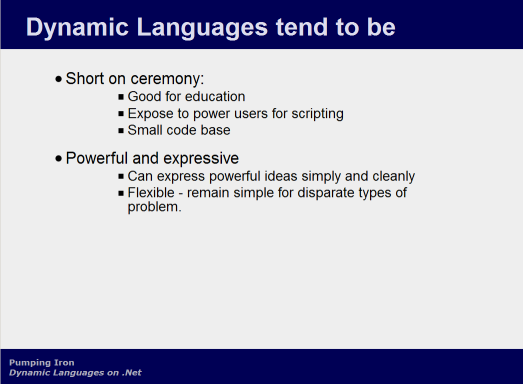 Dynamic Languages tend to be
• Short on ceremony:
▪ Good for education
▪ Expose to power users for scripting
▪ Small code base
• Powerful and expressive
▪ Can express powerful ideas simply and cleanly
▪ Flexible - remain simple for disparate types of
problem.
Pumping Iron
Dynamic Languages on .Net